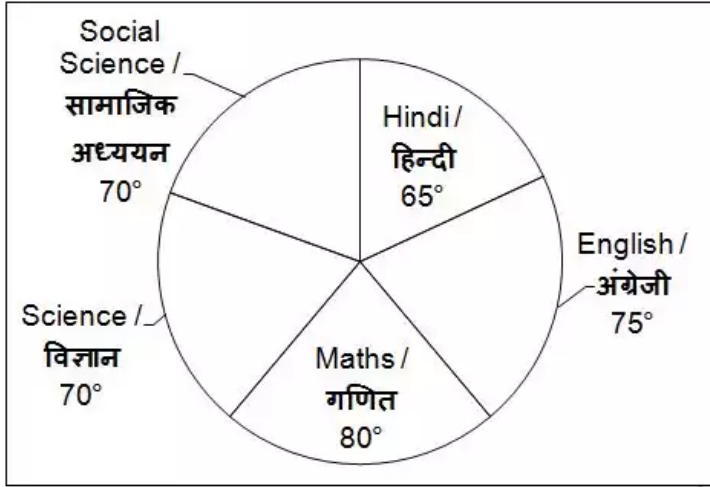 Social
Science /
सामाजिक
अध्ययन
70°
Hindi /
हिन्दी
65°
English /
अंग्रेजी
75°
Maths /
गणित
80°
Science /
विज्ञान
70°